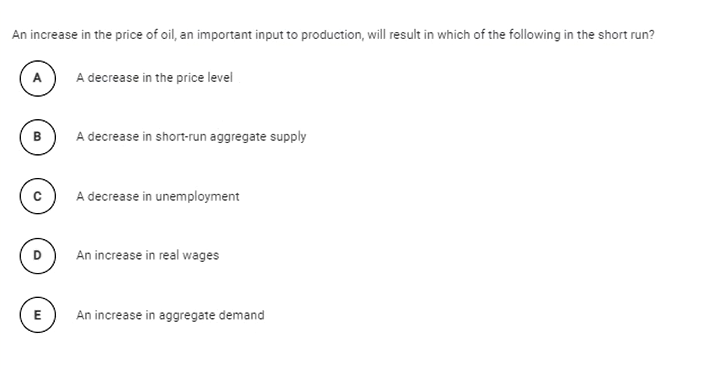 An increase in the price of oil, an important input to production, will result in which of the following in the short run?
A A decrease in the price level
B A decrease in short-run aggregate supply
C A decrease in unemployment
D An increase in real wages
E An increase in aggregate demand